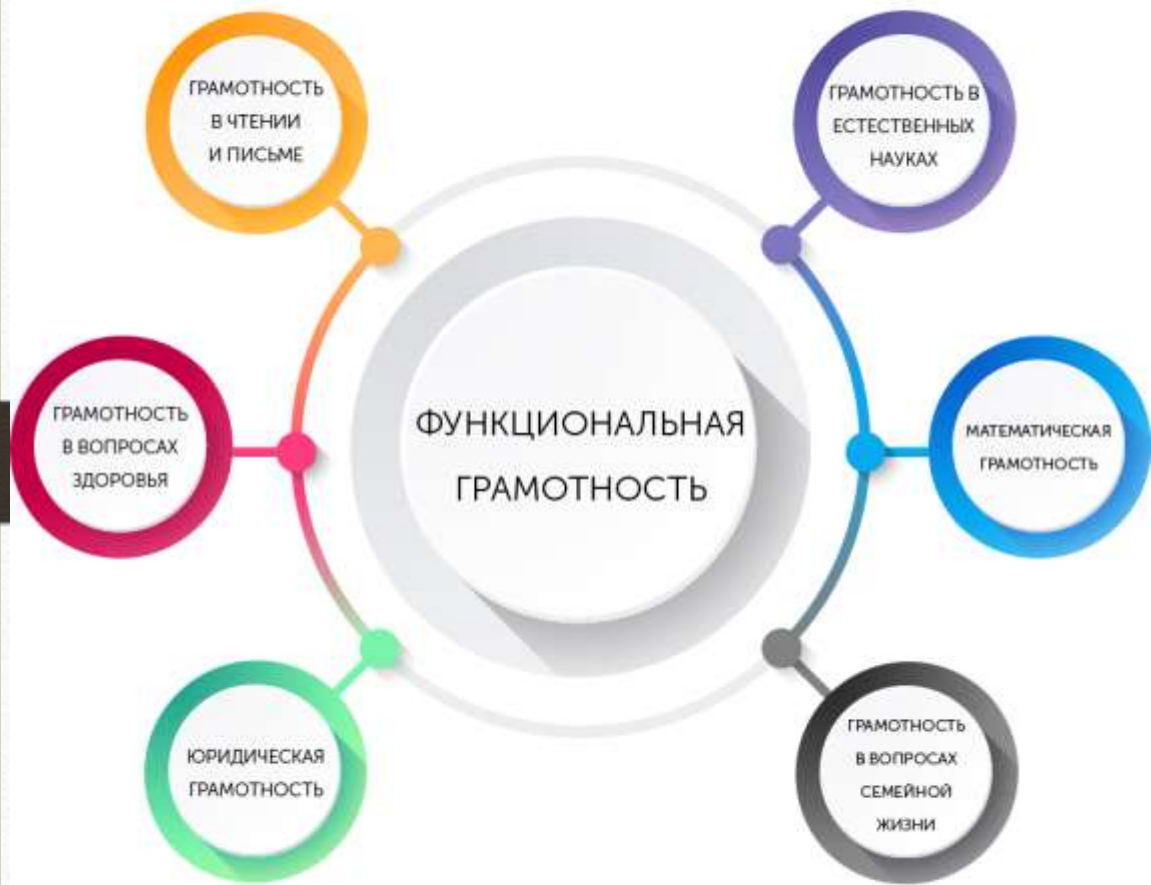 ГРАМОТНОСТЬ
В ЧТЕНИИ
И ПИСЬМЕ
ГРАМОТНОСТЬ В
ЕСТЕСТВЕННЫХ
НАУКАХ
ГРАМОТНОСТЬ
В ВОПРОСАХ
ЗДОРОВЬЯ
ФУНКЦИОНАЛЬНАЯ
ГРАМОТНОСТЬ
МАТЕМАТИЧЕСКАЯ
ГРАМОТНОСТЬ
ЮРИДИЧЕСКАЯ
ГРАМОТНОСТЬ
ГРАМОТНОСТЬ
В ВОПРОСАХ
СЕМЕЙНОЙ
ЖИЗНИ